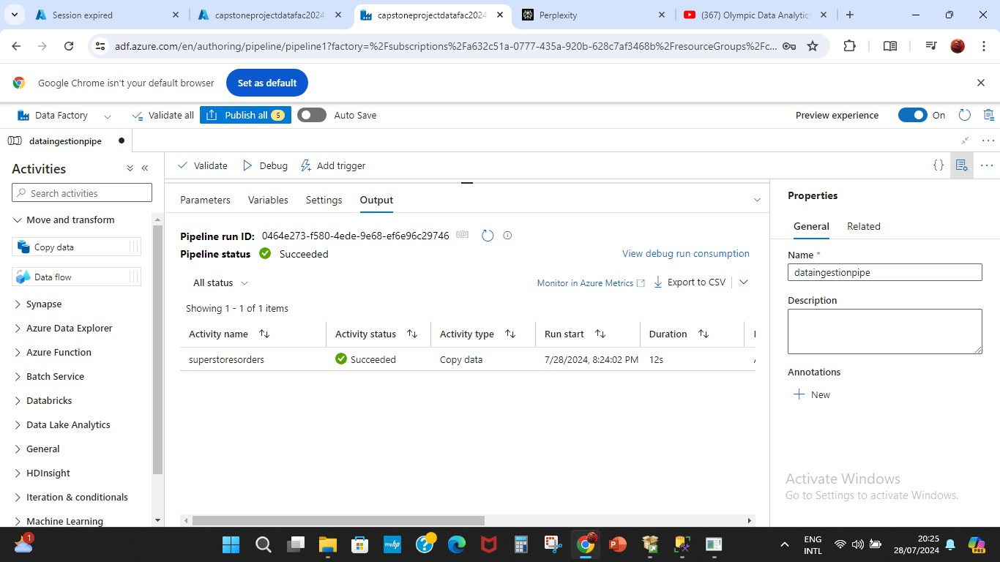 Session expired
capstoneprojectdatafac2024
capstoneprojectdatafac2024
Perplexity
(367) Olympic Data Analytics
adf.azure.com/en/authoring/pipeline/pipeline1?factory=%2Fsubscriptions%2Fa632c51a-0777-435a-920b-628c7af3468b%2FresourceGroups%2Fc...
Google Chrome isn't your default browser
Set as default
Data Factory
Validate all
Publish all 5
Auto Save
Preview experience
On
dataingestionpipe
Activities
Search activities
Move and transform
Copy data
Data flow
Synapse
Azure Data Explorer
Azure Function
Batch Service
Databricks
Data Lake Analytics
General
HDInsight
Iteration & conditionals
Machine Learning
Validate
Debug
Add trigger
Parameters Variables Settings Output
Pipeline run ID: 0464e273-f580-4ede-9e68-ef6e96c29746
Pipeline status Succeeded
View debug run consumption
All status
Monitor in Azure Metrics
Export to CSV
Showing 1 - 1 of 1 items
Activity name Activity status Activity type Run start Duration
superstoresorders Succeeded Copy data 7/28/2024, 8:24:02 PM 12s
Properties
General Related
Name *
dataingestionpipe
Description
Annotations
New
Activate Windows
Go to Settings to activate Windows.
1
myhp
PRE
ENG
INTL
20:25
28/07/2024